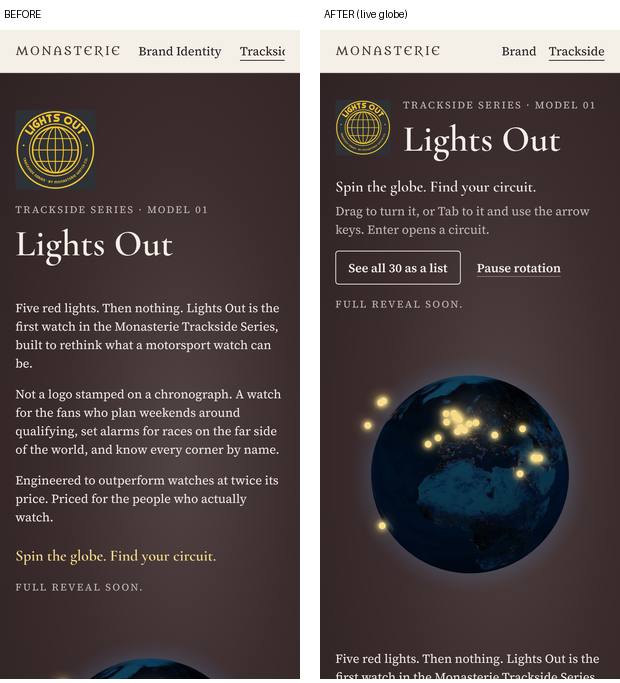 BEFORE
MONASTERIE Brand Identity Tracksid
LIGHTS OUT
TRACKSIDE SERIES · MODEL 01
Lights Out
Five red lights. Then nothing. Lights Out is the
first watch in the Monasterie Trackside Series,
built to rethink what a motorsport watch can
be.
Not a logo stamped on a chronograph. A watch
for the fans who plan weekends around
qualifying, set alarms for races on the far side
of the world, and know every corner by name.
Engineered to outperform watches at twice its
price. Priced for the people who actually
watch.
Spin the globe. Find your circuit.
FULL REVEAL SOON.
AFTER (live globe)
MONASTERIE Brand Trackside
LIGHTS OUT
TRACKSIDE SERIES · MODEL 01
Lights Out
Spin the globe. Find your circuit.
Drag to turn it, or Tab to it and use the arrow
keys. Enter opens a circuit.
See all 30 as a list Pause rotation
FULL REVEAL SOON.
Five red lights. Then nothing. Lights Out is the
first watch in the Monasterie Trackside Series,